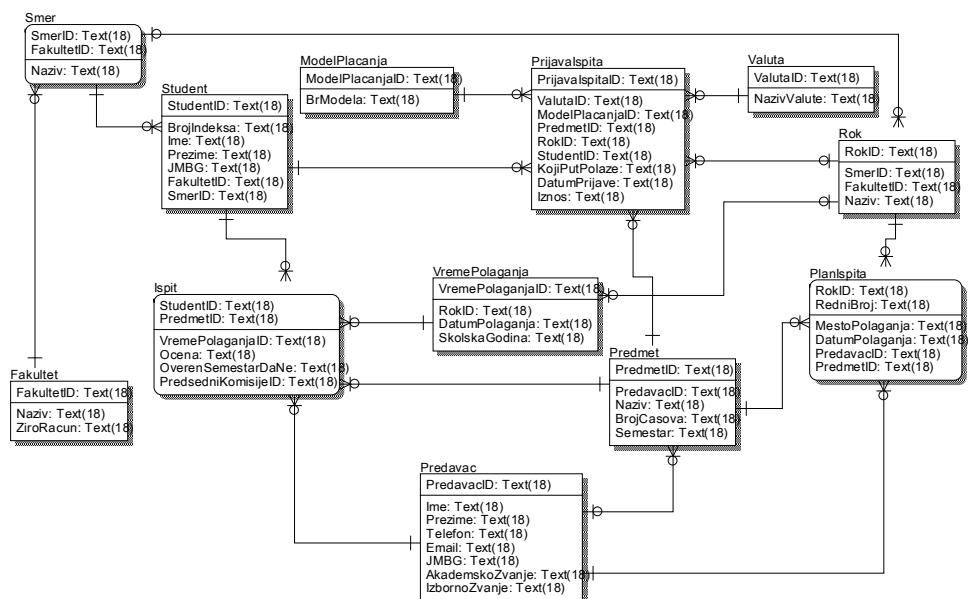 Smer
SmerID: Text(18)
FakultetID: Text(18)
Naziv: Text(18)
Student
StudentID: Text(18)
BrojIndeksa: Text(18)
Ime: Text(18)
Prezime: Text(18)
JMBG: Text(18)
FakultetID: Text(18)
SmerID: Text(18)
ModelPlacanja
ModelPlacanjaID: Text(18)
BrModela: Text(18)
PrijavaIspita
PrijavaIspitaID: Text(18)
ValutaID: Text(18)
ModelPlacanjaID: Text(18)
PredmetID: Text(18)
RokID: Text(18)
StudentID: Text(18)
KojiPutPolaze: Text(18)
DatumPrijave: Text(18)
Iznos: Text(18)
Valuta
ValutaID: Text(18)
NazivValute: Text(18)
Rok
RokID: Text(18)
SmerID: Text(18)
FakultetID: Text(18)
Naziv: Text(18)
Ispit
StudentID: Text(18)
PredmetID: Text(18)
VremePolaganjaID: Text(18)
Ocena: Text(18)
OverenSemestarDaNe: Text(18)
PredsedniKomisijeID: Text(18)
VremePolaganja
VremePolaganjaID: Text(18)
RokID: Text(18)
DatumPolaganja: Text(18)
SkolskaGodina: Text(18)
PlanIspita
RokID: Text(18)
RedniBroj: Text(18)
MestoPolaganja: Text(18)
DatumPolaganja: Text(18)
PredavacID: Text(18)
PredmetID: Text(18)
Fakultet
FakultetID: Text(18)
Naziv: Text(18)
ZiroRacun: Text(18)
Predmet
PredmetID: Text(18)
PredavacID: Text(18)
Naziv: Text(18)
BrojCasova: Text(18)
Semestar: Text(18)
Predavac
PredavacID: Text(18)
Ime: Text(18)
Prezime: Text(18)
Telefon: Text(18)
Email: Text(18)
JMBG: Text(18)
AkademskoZvanje: Text(18)
IzbornoZvanje: Text(18)